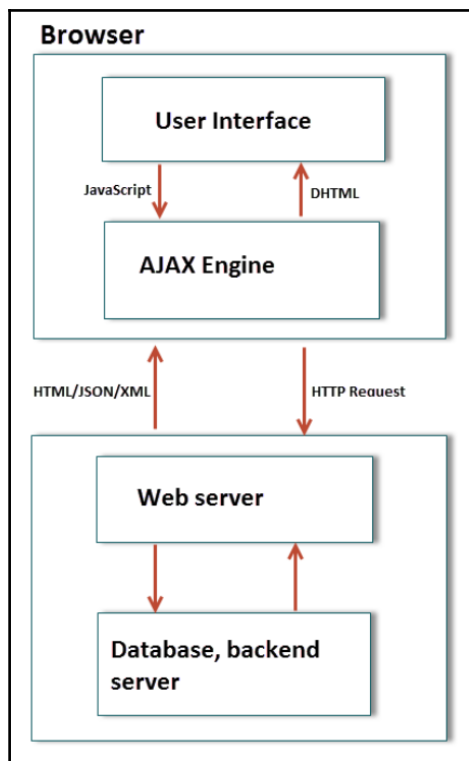 Browser
User Interface
JavaScript
DHTML
AJAX Engine
HTML/JSON/XML
HTTP Request
Web server
Database, backend
server